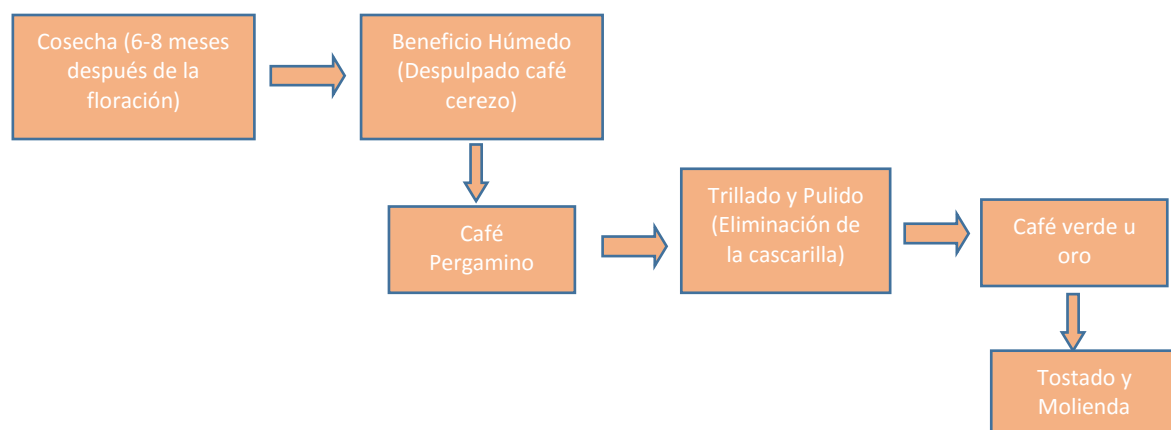 Cosecha (6-8 meses
después de la
floración)
Beneficio Húmedo
(Despulpado café
cerezo)
Café
Pergamino
Trillado y Pulido
(Eliminación de
la cascarilla)
Café verde u
oro
Tostado y
Molienda